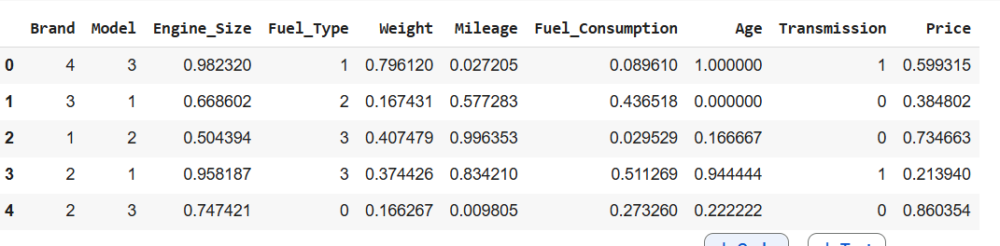 Brand Model Engine_Size Fuel_Type Weight Mileage Fuel_Consumption Age Transmission Price
0 4 3 0.982320 1 0.796120 0.027205 0.089610 1.000000 1 0.599315
1 3 1 0.668602 2 0.167431 0.577283 0.436518 0.000000 0 0.384802
2 1 2 0.504394 3 0.407479 0.996353 0.029529 0.166667 0 0.734663
3 2 1 0.958187 3 0.374426 0.834210 0.511269 0.944444 1 0.213940
4 2 3 0.747421 0 0.166267 0.009805 0.273260 0.222222 0 0.860354